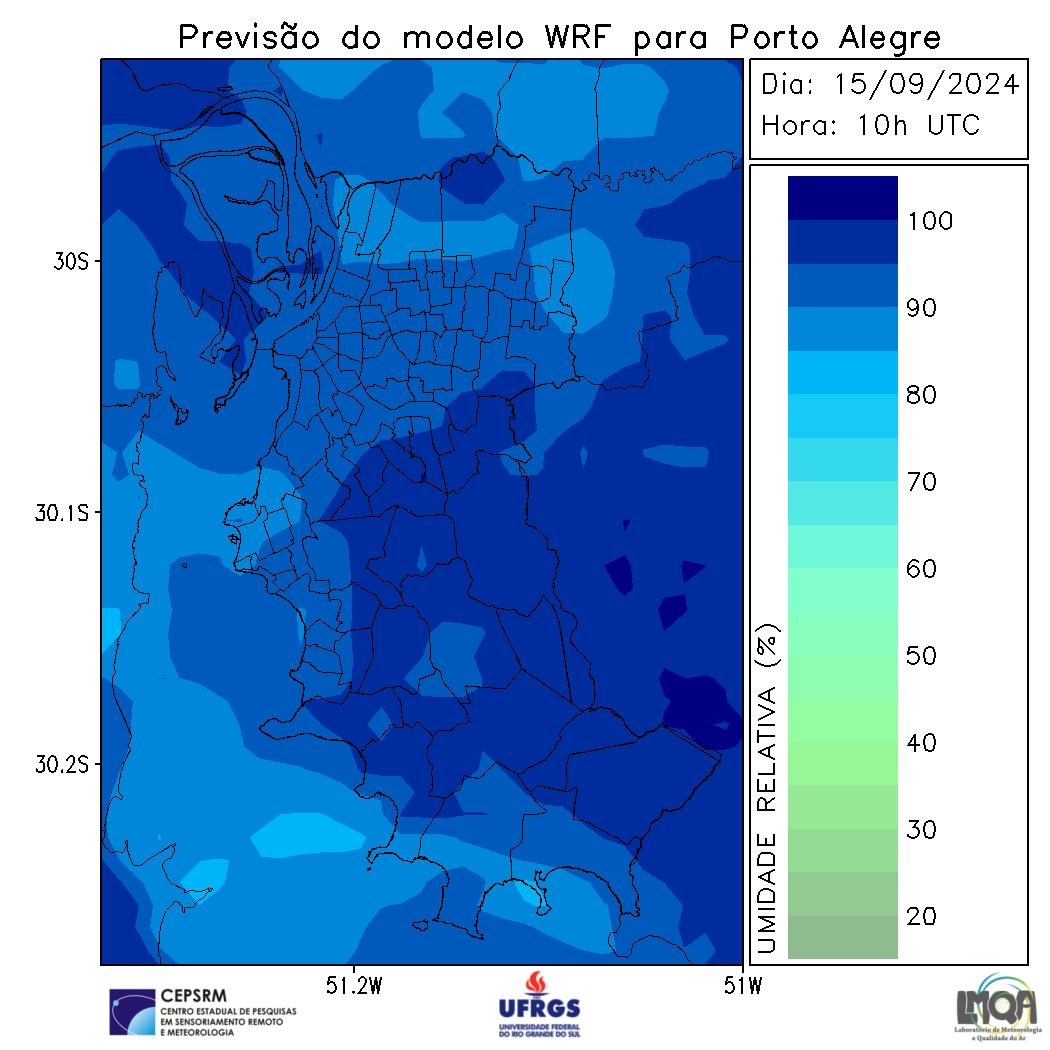 Previsão do modelo WRF para Porto Alegre
Dia: 15/09/2024
Hora: 10h UTC
100
90
80
70
60
50
40
30
20
UMIDADE RELATIVA (%)
30S
30.1S
30.2S
51.2W
51W
CEPSRM
CENTRO ESTADUAL DE PESQUISAS
EM SENSORIAMENTO REMOTO
E METEOROLOGIA
UFRGS
UNIVERSIDADE FEDERAL
DO RIO GRANDE DO SUL
LMQA
Laboratório de Meteorologia
e Qualidade do Ar